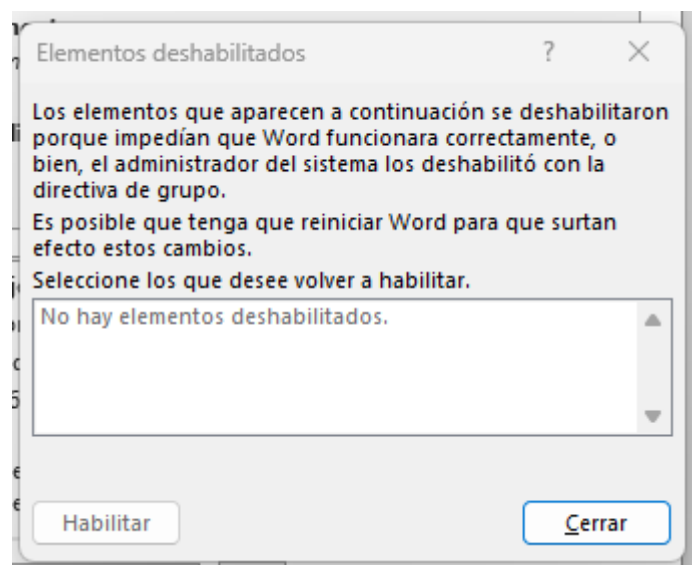 Elementos deshabilitados
?
Los elementos que aparecen a continuación se deshabilitaron
porque impedían que Word funcionara correctamente, o
bien, el administrador del sistema los deshabilitó con la
directiva de grupo.
Es posible que tenga que reiniciar Word para que surtan
efecto estos cambios.
Seleccione los que desee volver a habilitar.
No hay elementos deshabilitados.
Habilitar
Cerrar